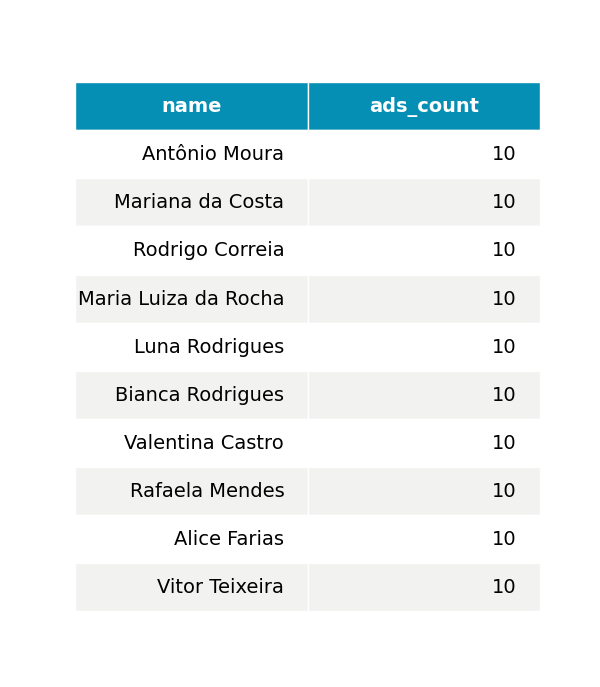 name ads_count
Antônio Moura 10
Mariana da Costa 10
Rodrigo Correia 10
Maria Luiza da Rocha 10
Luna Rodrigues 10
Bianca Rodrigues 10
Valentina Castro 10
Rafaela Mendes 10
Alice Farias 10
Vitor Teixeira 10